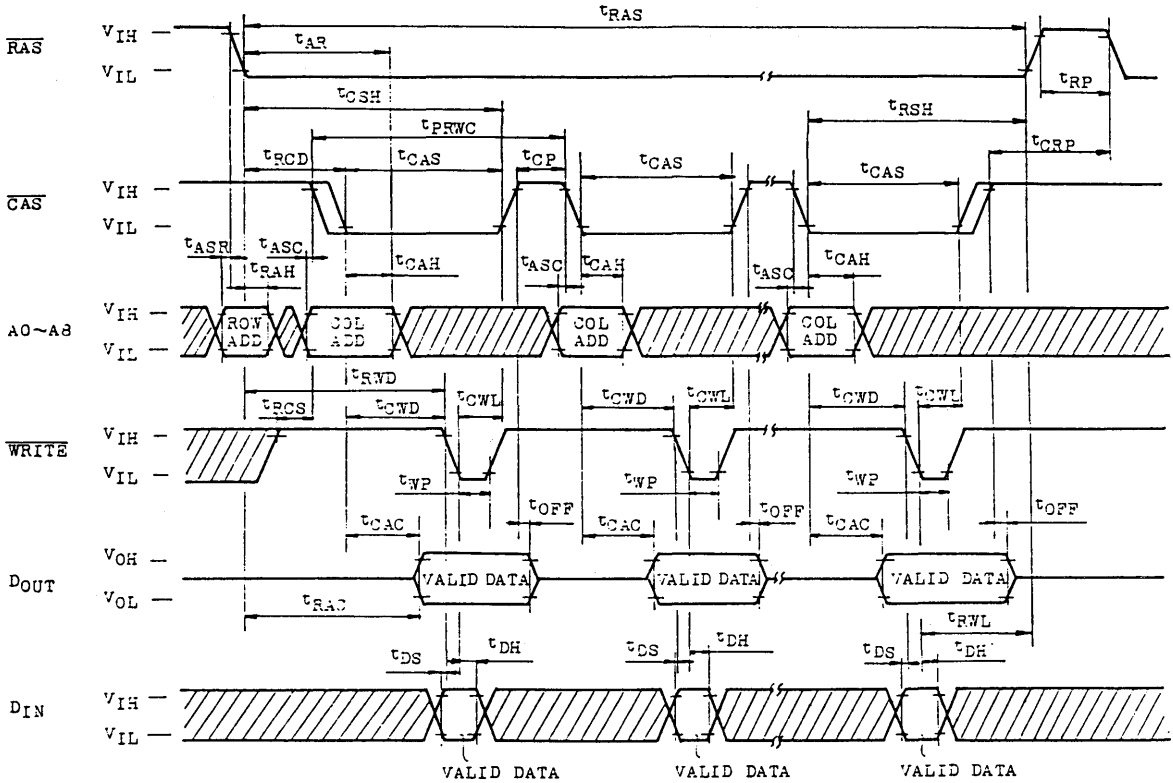 tRAS
RAS VIH
tAR
VIL
tRP
tCSH
tRSH
tPRWC
tCRP
tRCD tCAS tCP tCAS tCAS
CAS VIH
VIL
tASR tASC
tRAH tCAH tASC tCAH tASC tCAH
A0~A8 VIH
ROW ADD COL ADD COL ADD COL ADD
VIL
tRWD
tRCS tCWD tCWL tCWD tCWL tCWD tCWL
WRITE VIH
VIL
tWP tWP tWP
tCAC tOFF tCAC tOFF tCAC tOFF
DOUT VOH
VALID DATA VALID DATA VALID DATA
VOL
tRAC
tRWL
tDS tDH tDS tDH tDS tDH
DIN VIH
VIL
VALID DATA VALID DATA VALID DATA